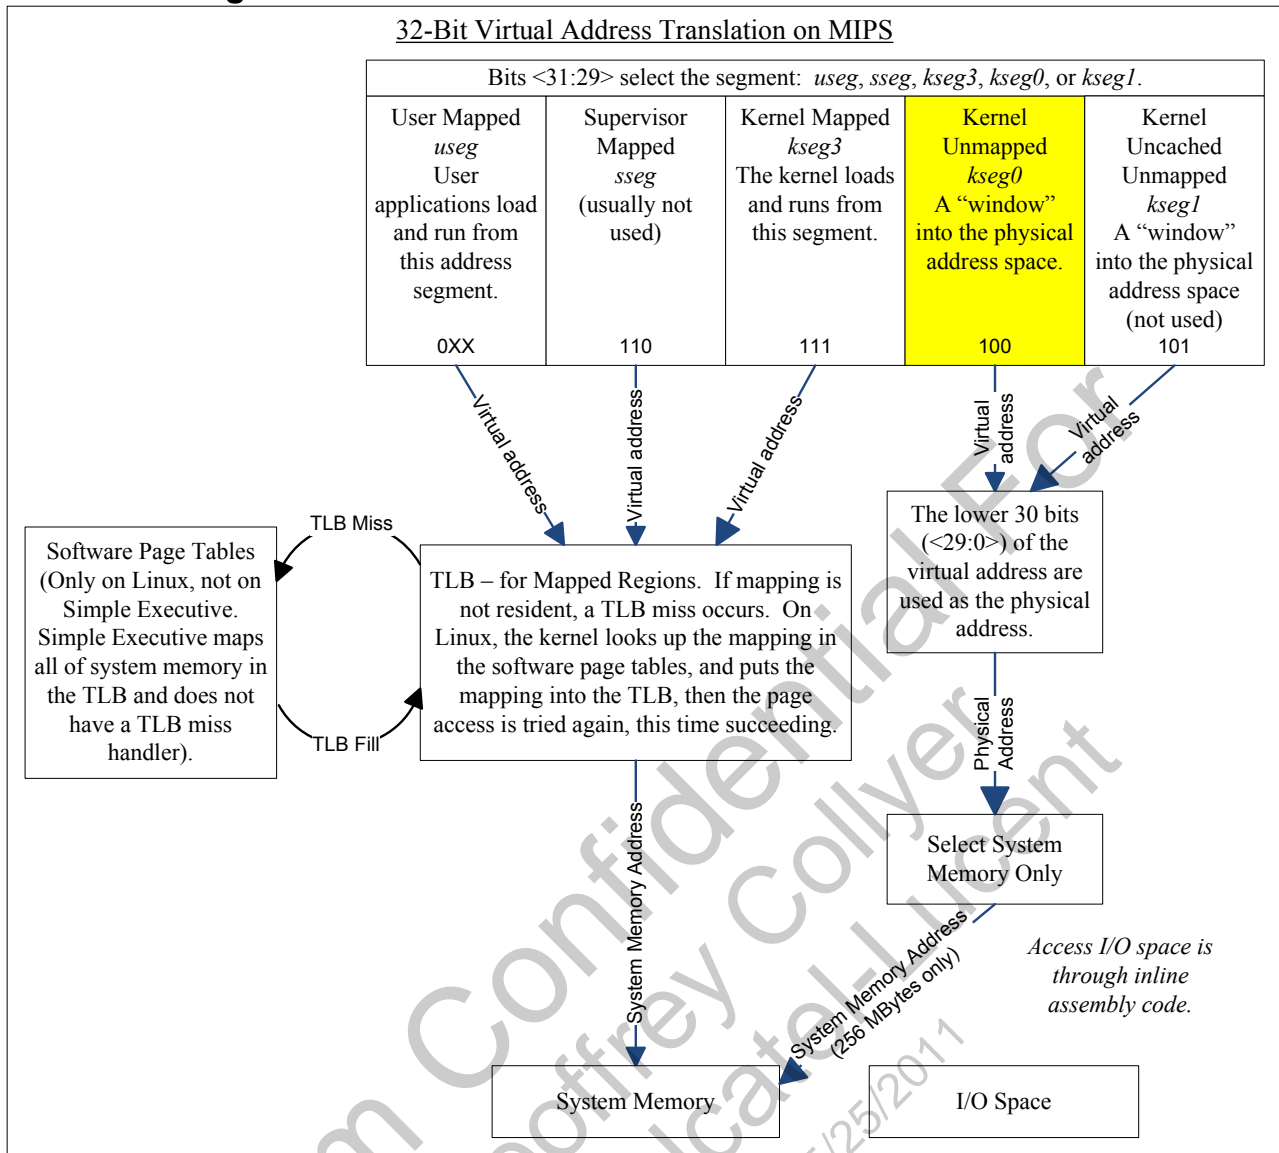 32-Bit Virtual Address Translation on MIPS
Bits <31:29> select the segment: useg, sseg, kseg3, kseg0, or kseg1.
User Mapped
useg
User
applications load
and run from
this address
segment.
0XX
Supervisor
Mapped
sseg
(usually not
used)
110
Kernel Mapped
kseg3
The kernel loads
and runs from
this segment.
111
Kernel
Unmapped
kseg0
A “window”
into the physical
address space.
100
Kernel
Uncached
Unmapped
kseg1
A “window”
into the physical
address space
(not used)
101
Virtual address
Virtual address
Virtual address
Virtual
address
Virtual
address
Software Page Tables
(Only on Linux, not on
Simple Executive.
Simple Executive maps
all of system memory in
the TLB and does not
have a TLB miss
handler).
TLB Miss
TLB Fill
TLB – for Mapped Regions. If mapping is
not resident, a TLB miss occurs. On
Linux, the kernel looks up the mapping in
the software page tables, and puts the
mapping into the TLB, then the page
access is tried again, this time succeeding.
The lower 30 bits
(<29:0>) of the
virtual address are
used as the physical
address.
Physical
Address
Select System
Memory Only
System Memory Address
System Memory Address
(256 MBytes only)
Access I/O space is
through inline
assembly code.
System Memory
I/O Space
Confidential For
Collyer
/25/2011